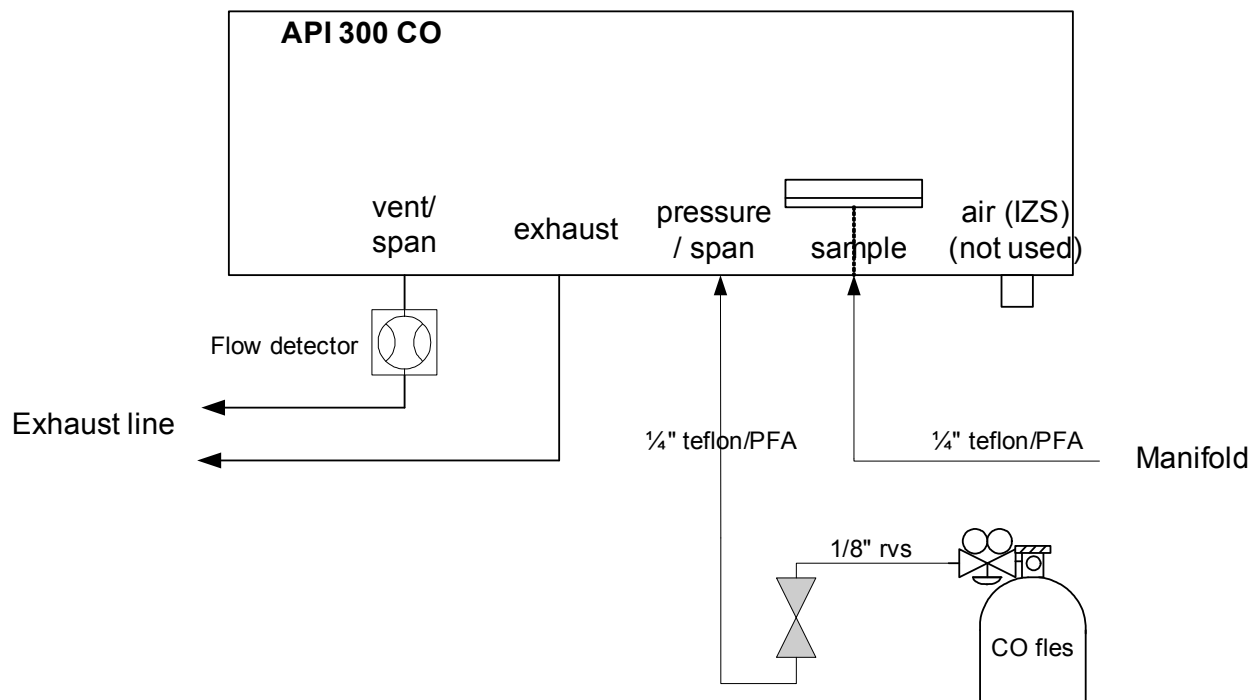 API 300 CO
vent/
span
exhaust
pressure
/ span
sample
air (IZS)
(not used)
Flow detector
Exhaust line
¼" teflon/PFA
¼" teflon/PFA
Manifold
1/8" rvs
CO fles